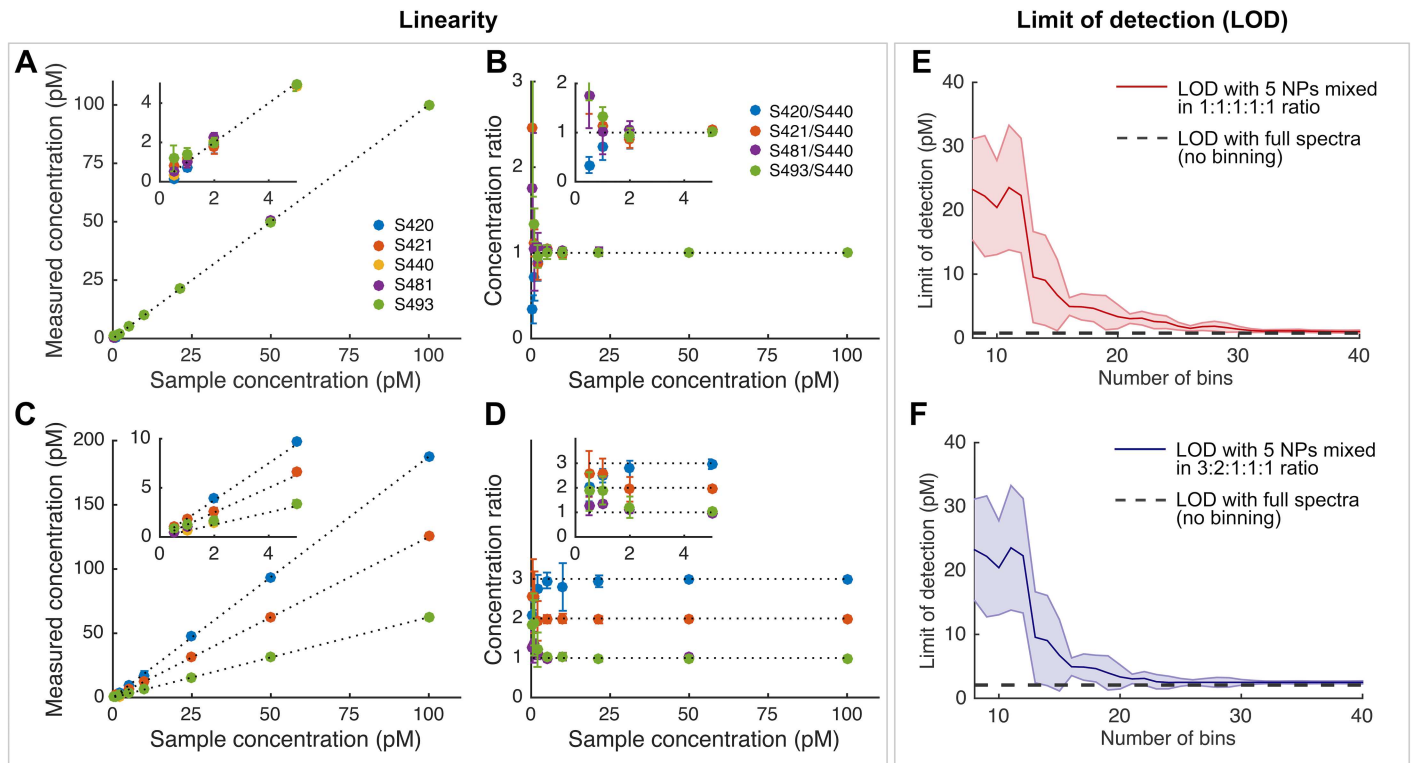 Linearity
Limit of detection (LOD)
A
Measured concentration (pM)
100
75
50
25
0
0
25
50
75
100
Sample concentration (pM)
4
2
0
0
2
4
S420
S421
S440
S481
S493
B
Concentration ratio
3
2
1
0
0
25
50
75
100
Sample concentration (pM)
2
1
0
0
2
4
S420/S440
S421/S440
S481/S440
S493/S440
E
Limit of detection (pM)
40
30
20
10
0
10
20
30
40
Number of bins
LOD with 5 NPs mixed
in 1:1:1:1:1 ratio
LOD with full spectra
(no binning)
C
Measured concentration (pM)
200
150
100
50
0
0
25
50
75
100
Sample concentration (pM)
10
5
0
0
2
4
D
Concentration ratio
3
2
1
0
0
25
50
75
100
Sample concentration (pM)
3
2
1
0
0
2
4
F
Limit of detection (pM)
40
30
20
10
0
10
20
30
40
Number of bins
LOD with 5 NPs mixed
in 3:2:1:1:1 ratio
LOD with full spectra
(no binning)